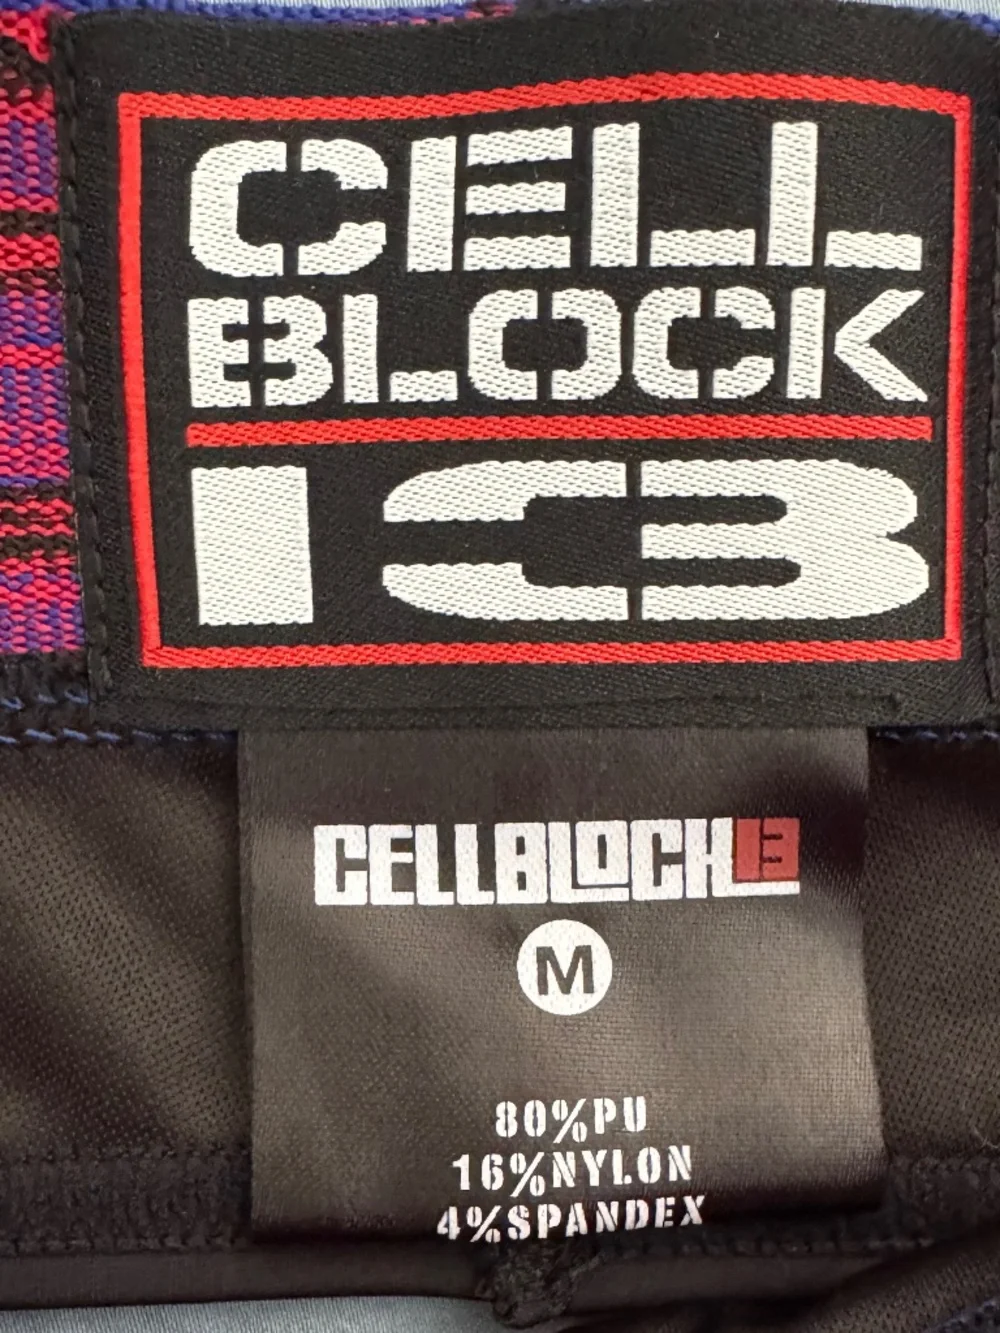 CELL
BLOCK
13
CELLBLOCK13
M
80%PU
16%NYLON
4%SPANDEX